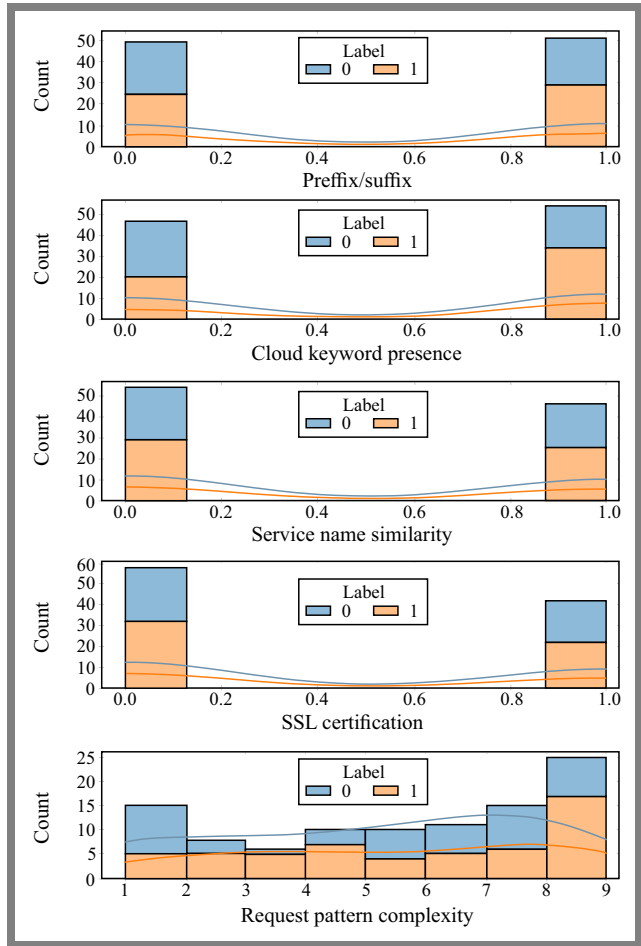 Count
50
40
30
20
10
0
Label
0 1
0.0 0.2 0.4 0.6 0.8 1.0
Preffix/suffix
Count
50
40
30
20
10
0
Label
0 1
0.0 0.2 0.4 0.6 0.8 1.0
Cloud keyword presence
Count
50
40
30
20
10
0
Label
0 1
0.0 0.2 0.4 0.6 0.8 1.0
Service name similarity
Count
60
50
40
30
20
10
0
Label
0 1
0.0 0.2 0.4 0.6 0.8 1.0
SSL certification
Count
25
20
15
10
5
0
Label
0 1
1 2 3 4 5 6 7 8 9
Request pattern complexity